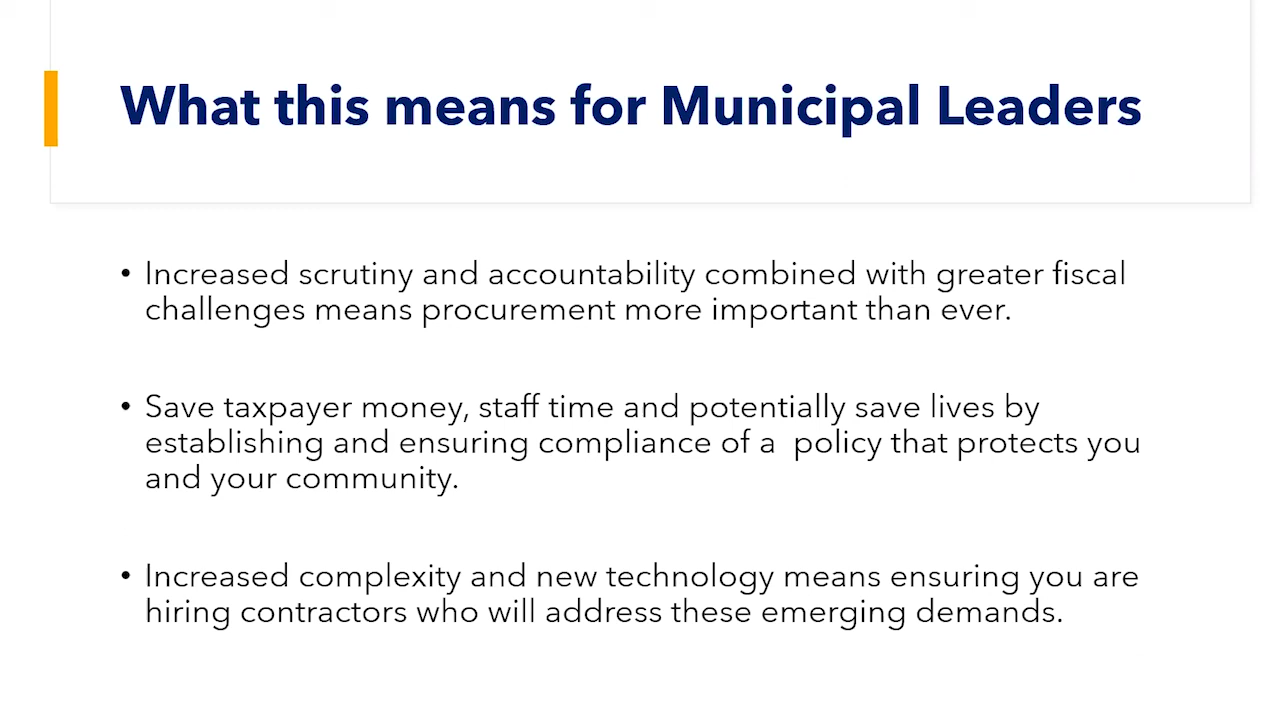 What this means for Municipal Leaders
• Increased scrutiny and accountability combined with greater fiscal
challenges means procurement more important than ever.
• Save taxpayer money, staff time and potentially save lives by
establishing and ensuring compliance of a  policy that protects you
and your community.
• Increased complexity and new technology means ensuring you are
hiring contractors who will address these emerging demands.